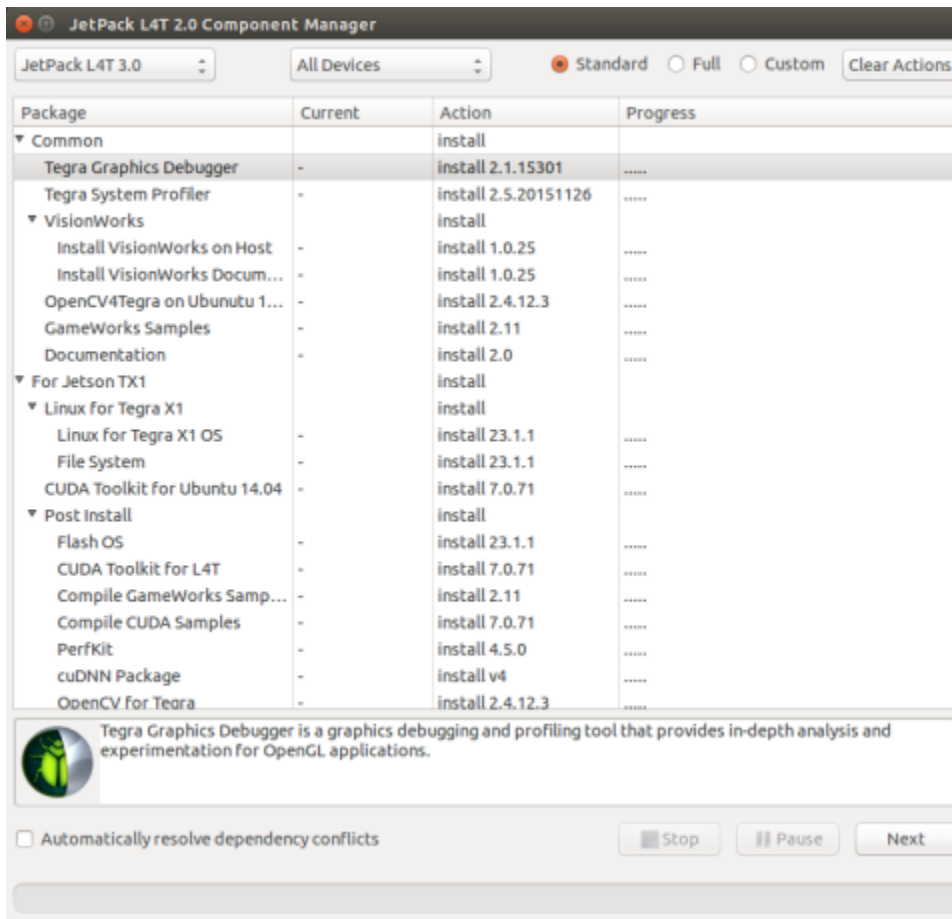 JetPack L4T 2.0 Component Manager
JetPack L4T 3.0 All Devices Standard Full Custom Clear Actions
Package Current Action Progress
Common install
Tegra Graphics Debugger - install 2.1.15301 .....
Tegra System Profiler - install 2.5.20151126 .....
VisionWorks install
Install VisionWorks on Host - install 1.0.25 .....
Install VisionWorks Docum... - install 1.0.25 .....
OpenCV4Tegra on Ubunutu 1... - install 2.4.12.3 .....
GameWorks Samples - install 2.11 .....
Documentation - install 2.0 .....
For Jetson TX1 install
Linux for Tegra X1 install
Linux for Tegra X1 OS - install 23.1.1 .....
File System - install 23.1.1 .....
CUDA Toolkit for Ubuntu 14.04 - install 7.0.71 .....
Post Install install
Flash OS - install 23.1.1 .....
CUDA Toolkit for L4T - install 7.0.71 .....
Compile GameWorks Samp... - install 2.11 .....
Compile CUDA Samples - install 7.0.71 .....
PerfKit - install 4.5.0 .....
cuDNN Package - install v4 .....
OpenCV for Tegra - install 2.4.12.3 .....
Tegra Graphics Debugger is a graphics debugging and profiling tool that provides in-depth analysis and
experimentation for OpenGL applications.
Automatically resolve dependency conflicts Stop Pause Next